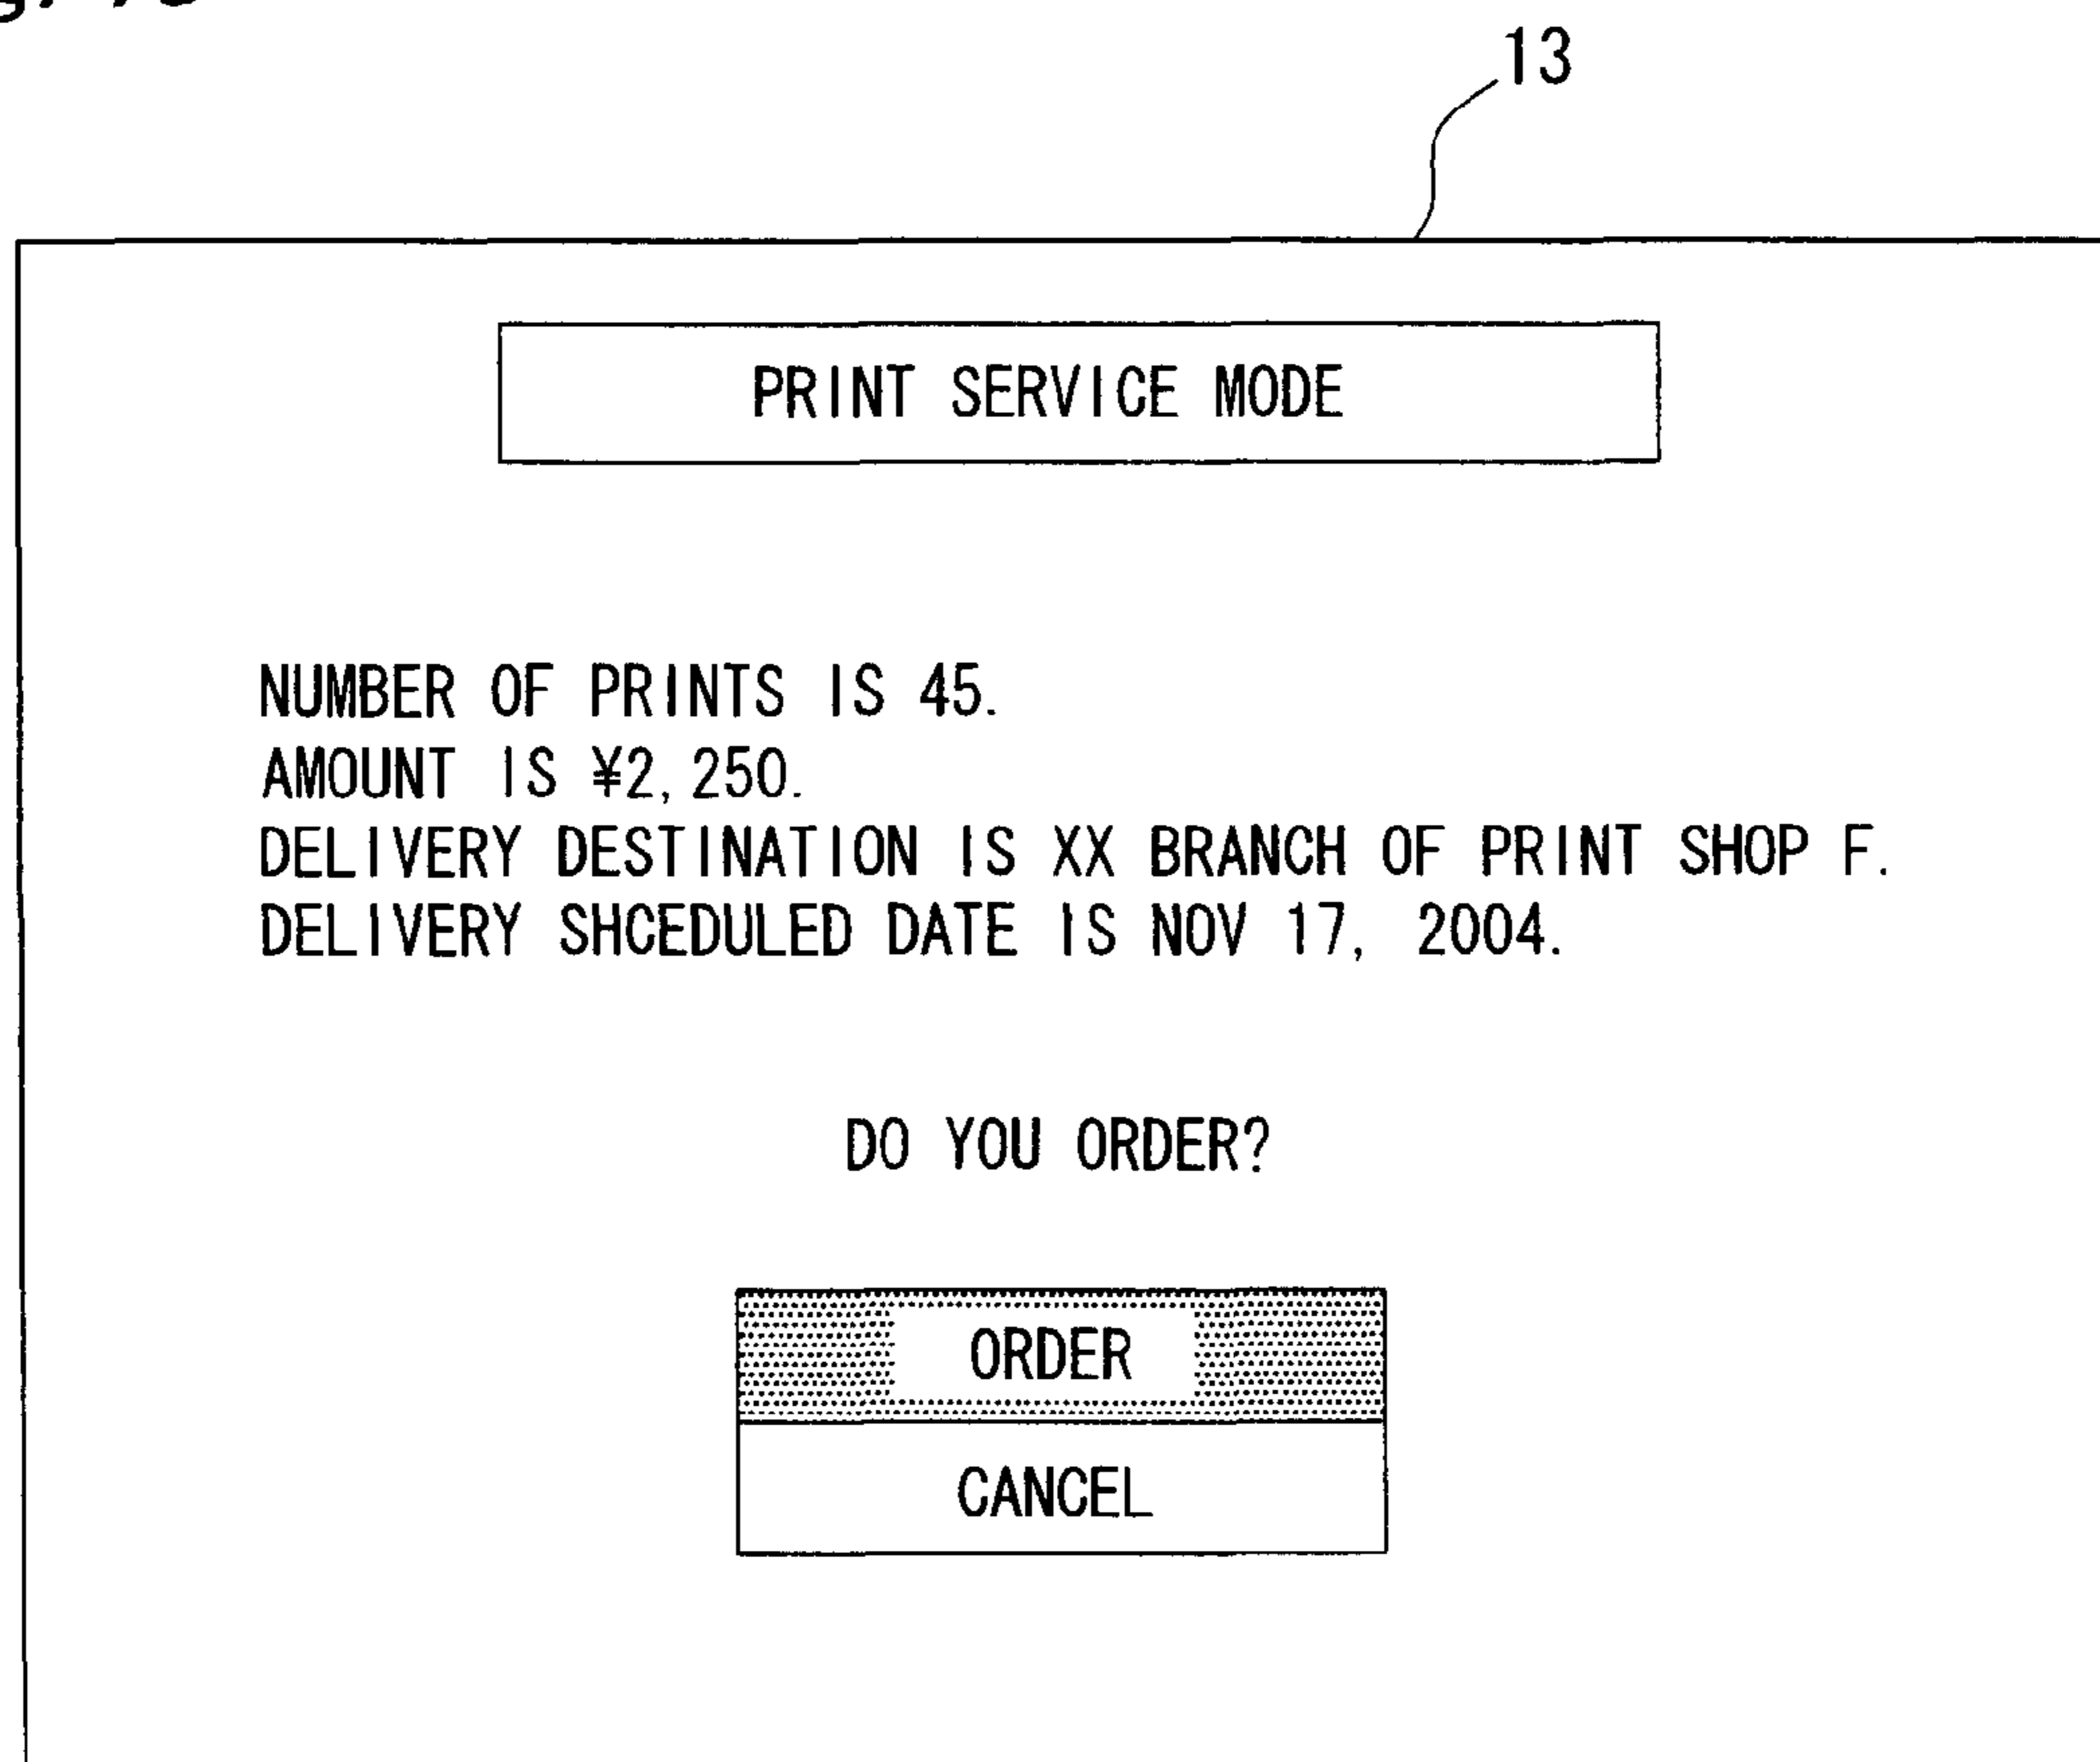 13
PRINT SERVICE MODE
NUMBER OF PRINTS IS 45.
AMOUNT IS ¥2,250.
DELIVERY DESTINATION IS XX BRANCH OF PRINT SHOP F.
DELIVERY SHCEDULED DATE IS NOV 17, 2004.
DO YOU ORDER?
ORDER
CANCEL